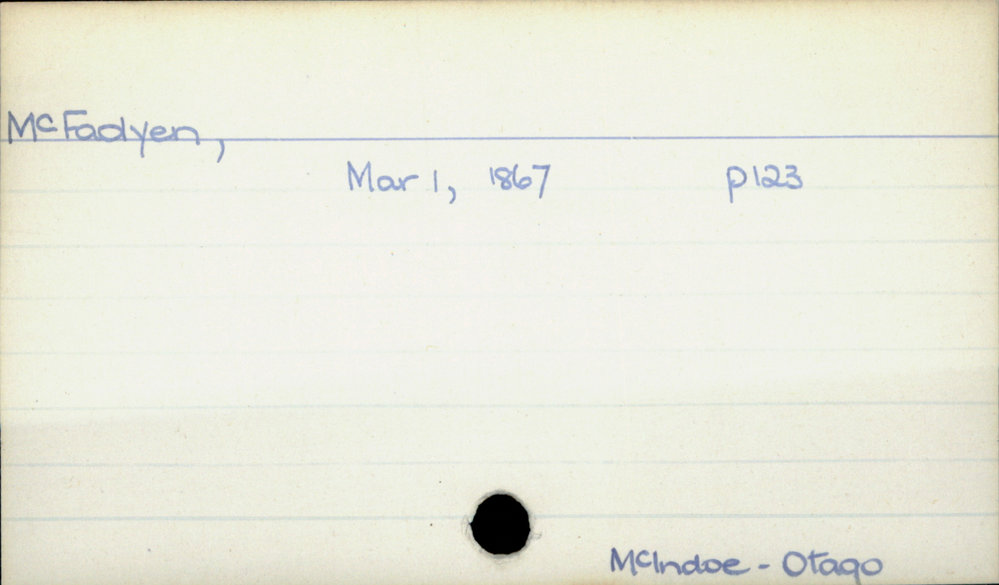 McFadyen,
Mar 1, 1867 p123
McIndoe - Otago